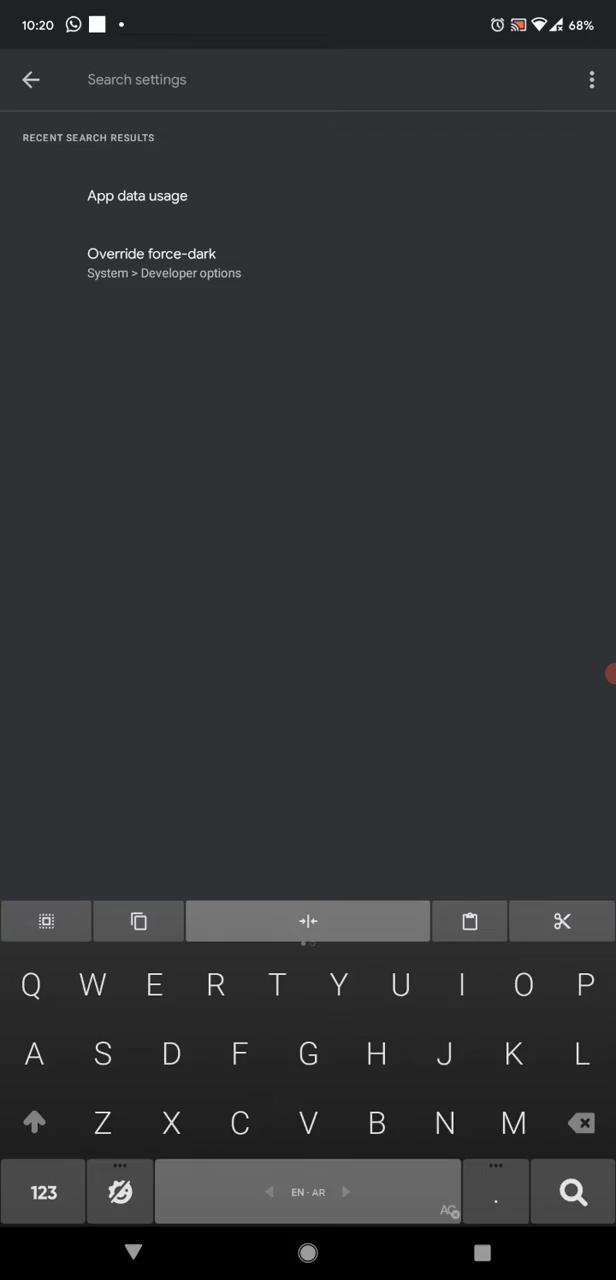 10:20 68%
Search settings
RECENT SEARCH RESULTS
App data usage
Override force-dark
System > Developer options
Q W E R T Y U I O P
A S D F G H J K L
Z X C V B N M
123 EN - AR .
AC